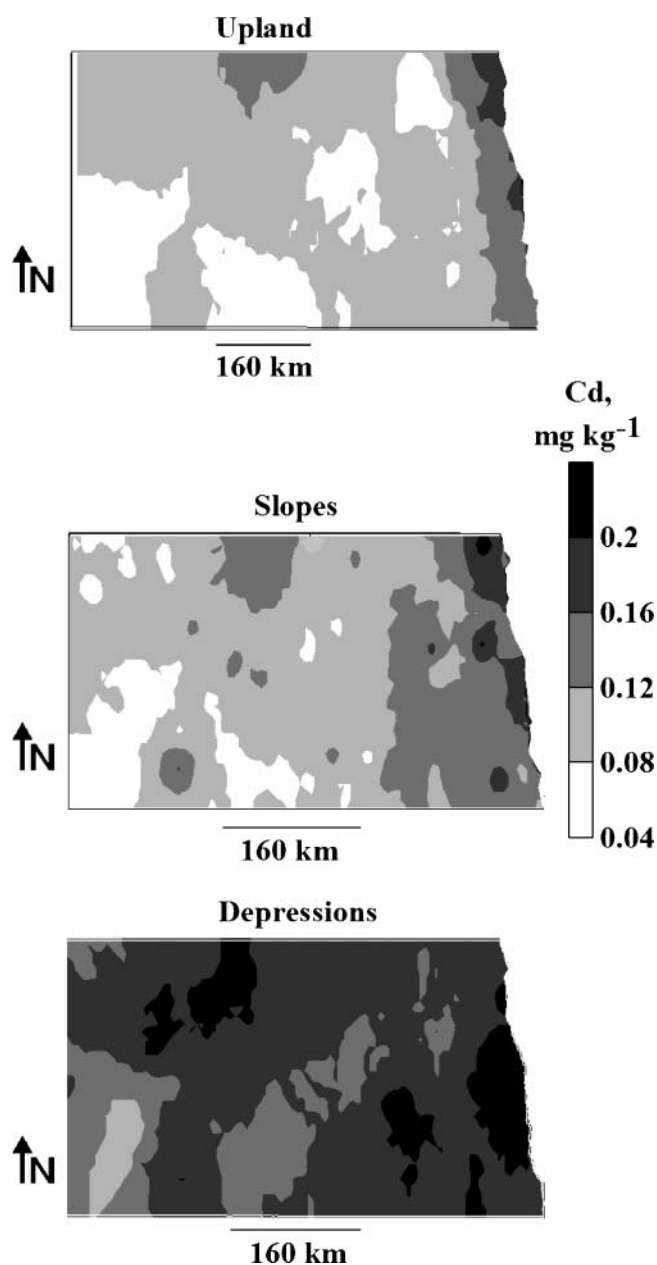 Upland
N
160 km
Cd,
mg kg-1
Slopes
0.2
0.16
0.12
N
0.08
0.04
160 km
Depressions
N
160 km